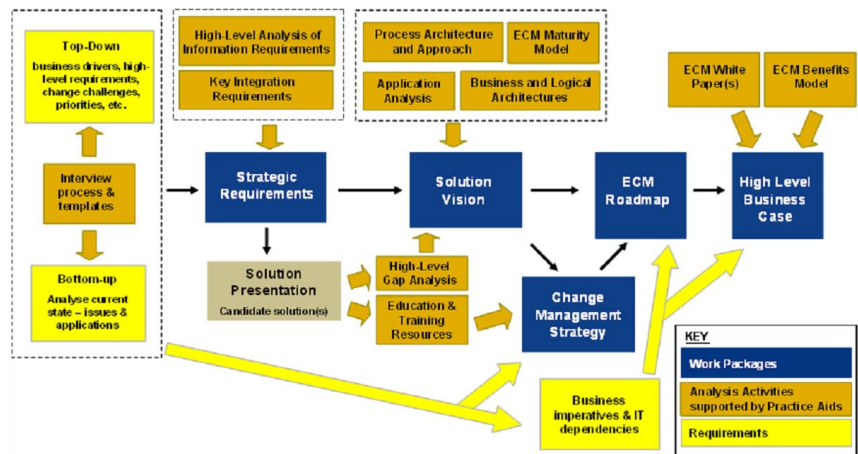 Top-Down
business drivers, high-
level requirements,
change challenges,
priorities, etc.
Interview
process &
templates
Bottom-up
Analyse current
state – issues &
applications
High-Level Analysis of
Information Requirements
Key Integration
Requirements
Process Architecture
and Approach
ECM Maturity
Model
Application
Analysis
Business and Logical
Architectures
ECM White
Paper(s)
ECM Benefits
Model
Strategic
Requirements
Solution
Vision
ECM
Roadmap
High Level
Business
Case
Solution
Presentation
Candidate solution(s)
High-Level
Gap Analysis
Education &
Training
Resources
Change
Management
Strategy
Business
imperatives & IT
dependencies
KEY
Work Packages
Analysis Activities
supported by Practice Aids
Requirements